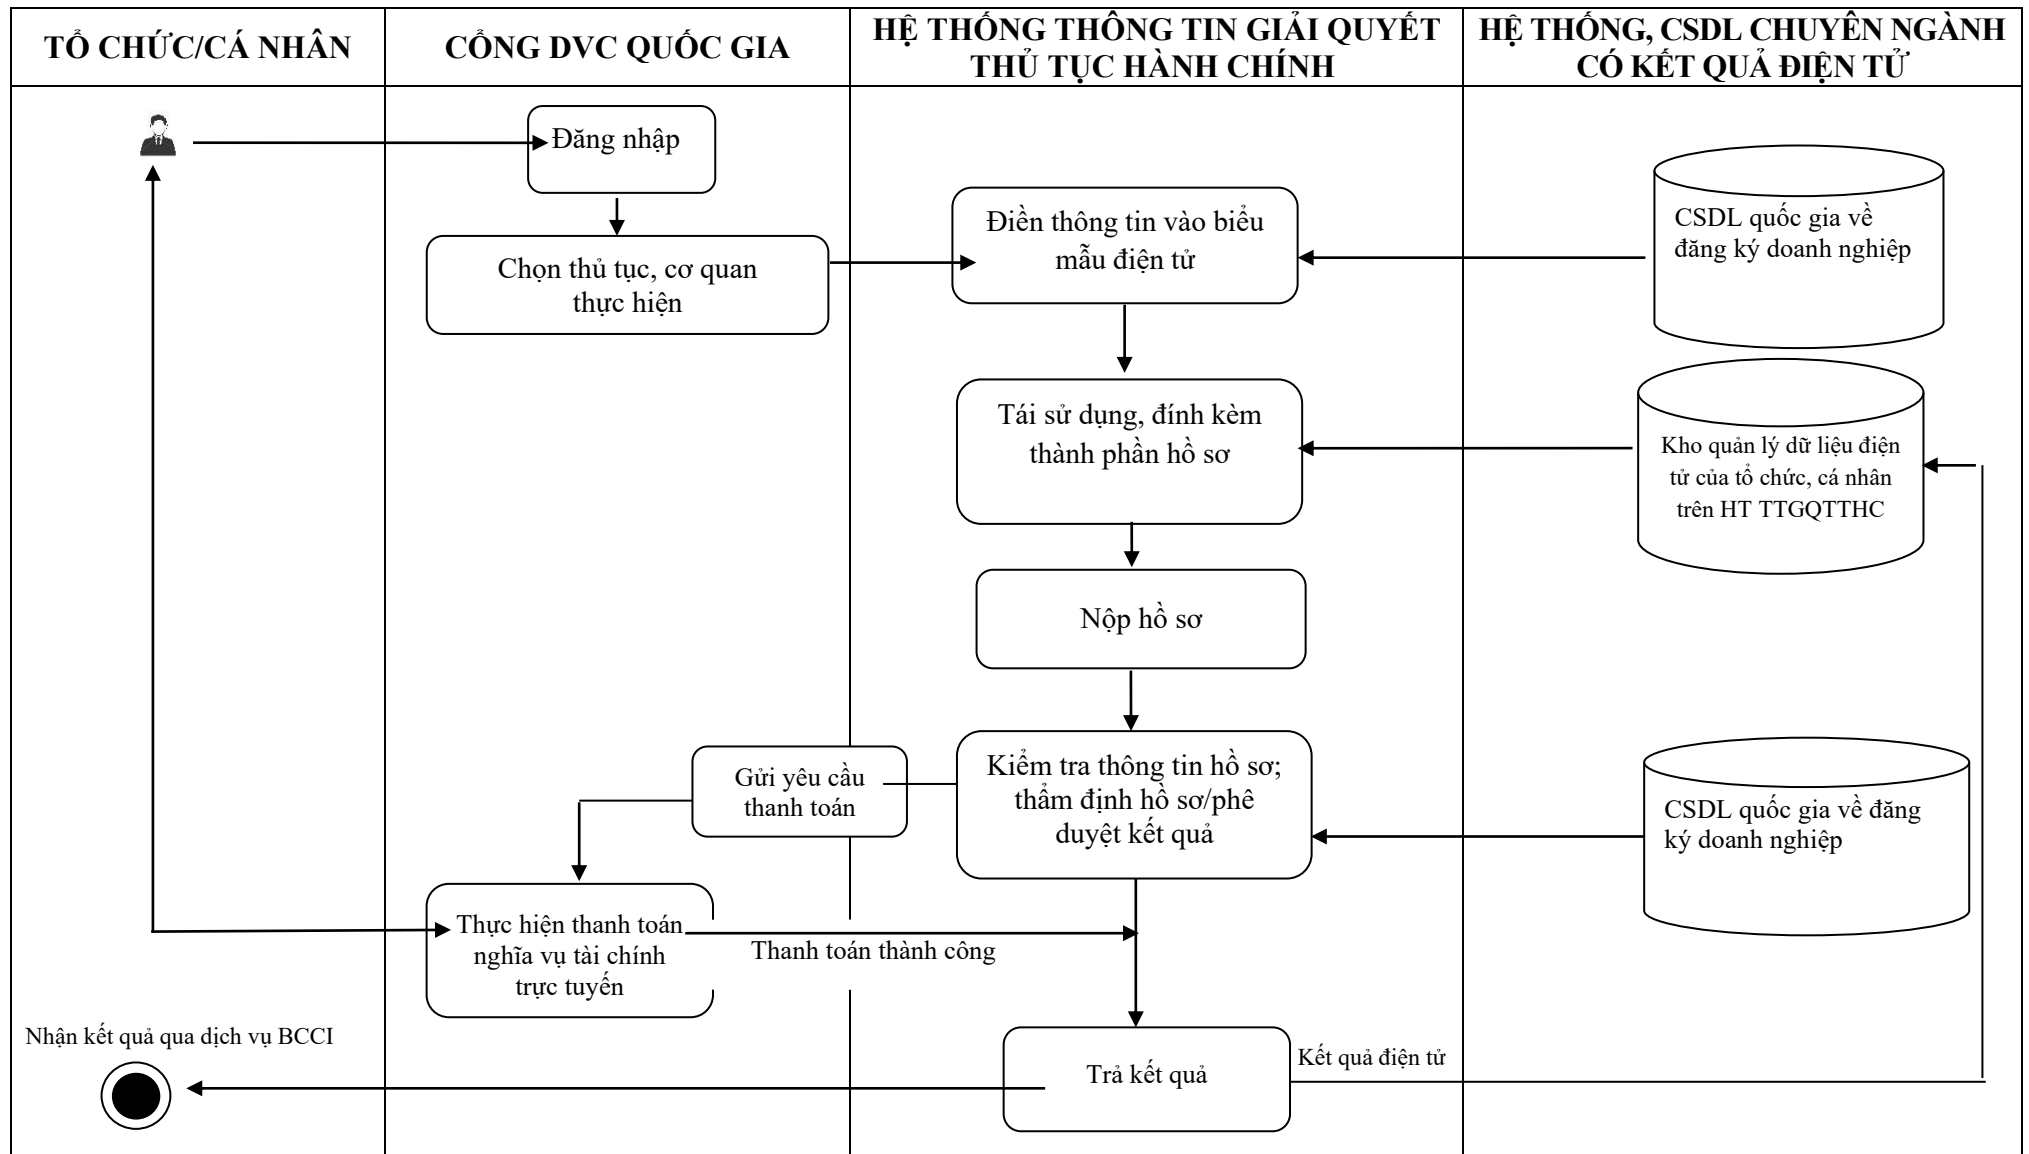 TỔ CHỨC/CÁ NHÂN
CỔNG DVC QUỐC GIA
HỆ THỐNG THÔNG TIN GIẢI QUYẾT
THỦ TỤC HÀNH CHÍNH
HỆ THỐNG, CSDL CHUYÊN NGÀNH
CÓ KẾT QUẢ ĐIỆN TỬ
Đăng nhập
Chọn thủ tục, cơ quan
thực hiện
Điền thông tin vào biểu
mẫu điện tử
CSDL quốc gia về
đăng ký doanh nghiệp
Tái sử dụng, đính kèm
thành phần hồ sơ
Kho quản lý dữ liệu điện
tử của tổ chức, cá nhân
trên HT TTGQTTHC
Nộp hồ sơ
Kiểm tra thông tin hồ sơ;
thẩm định hồ sơ/phê
duyệt kết quả
Gửi yêu cầu
thanh toán
CSDL quốc gia về đăng
ký doanh nghiệp
Thực hiện thanh toán
nghĩa vụ tài chính
trực tuyến
Thanh toán thành công
Nhận kết quả qua dịch vụ BCCI
Trả kết quả
Kết quả điện tử